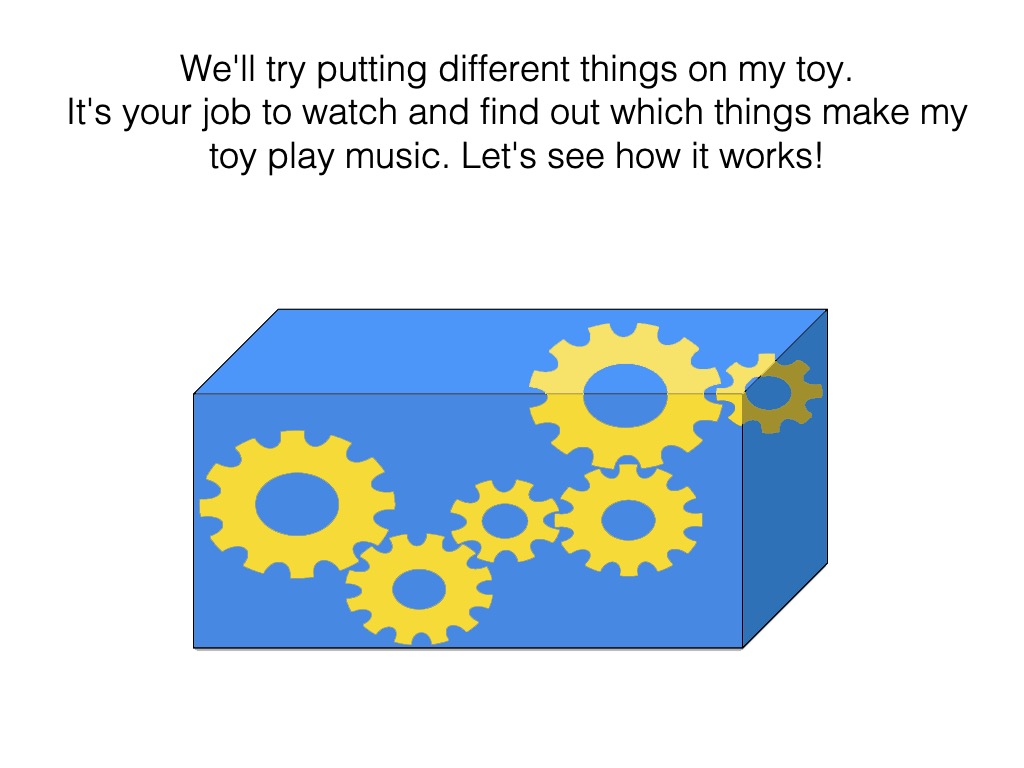 We'll try putting different things on my toy.
It's your job to watch and find out which things make my
toy play music. Let's see how it works!